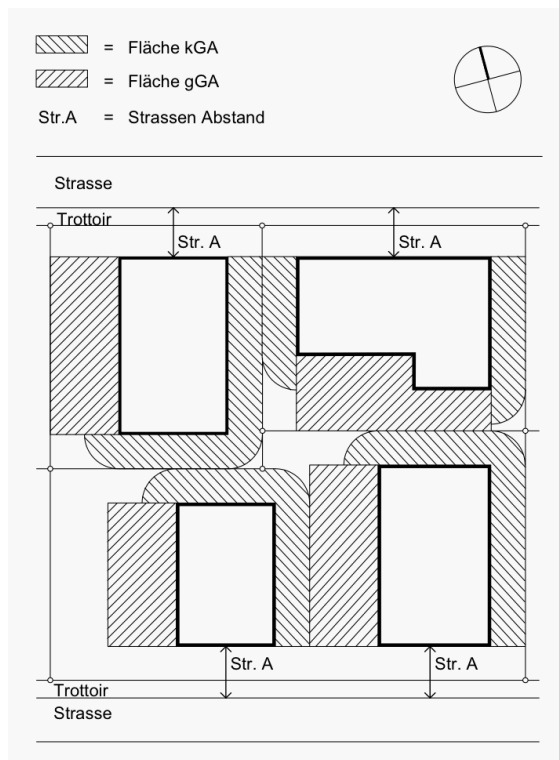 = Fläche kGA
= Fläche gGA
Str.A = Strassen Abstand
Strasse
Trottoir
Str. A
Str. A
Str. A
Str. A
Trottoir
Strasse